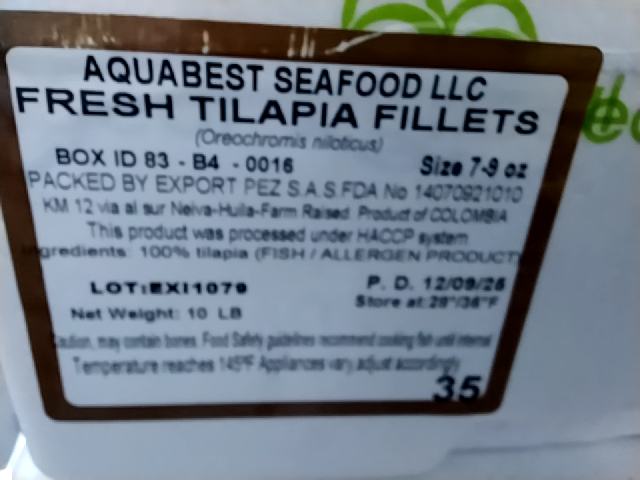 AQUABEST SEAFOOD LLC
FRESH TILAPIA FILLETS
(Oreochromis niloticus)
BOX ID 83 - B4 - 0016
Size 7-9 oz
PACKED BY EXPORT PEZ S.A.S FDA No 14070921010
KM 12 via al sur Neiva-Huila-Farm Raised. Product of COLOMBIA
This product was processed under HACCP system
Ingredients: 100% tilapia (FISH / ALLERGEN PRODUCT)
LOT:EXI1079
P. D. 12/09/25
Store at:
Net Weight: 10 LB
Caution, may contain bones. Food Safety guidelines recommend cooking fish until internal
Temperature reaches 145°F Appliances vary, adjust accordingly
35